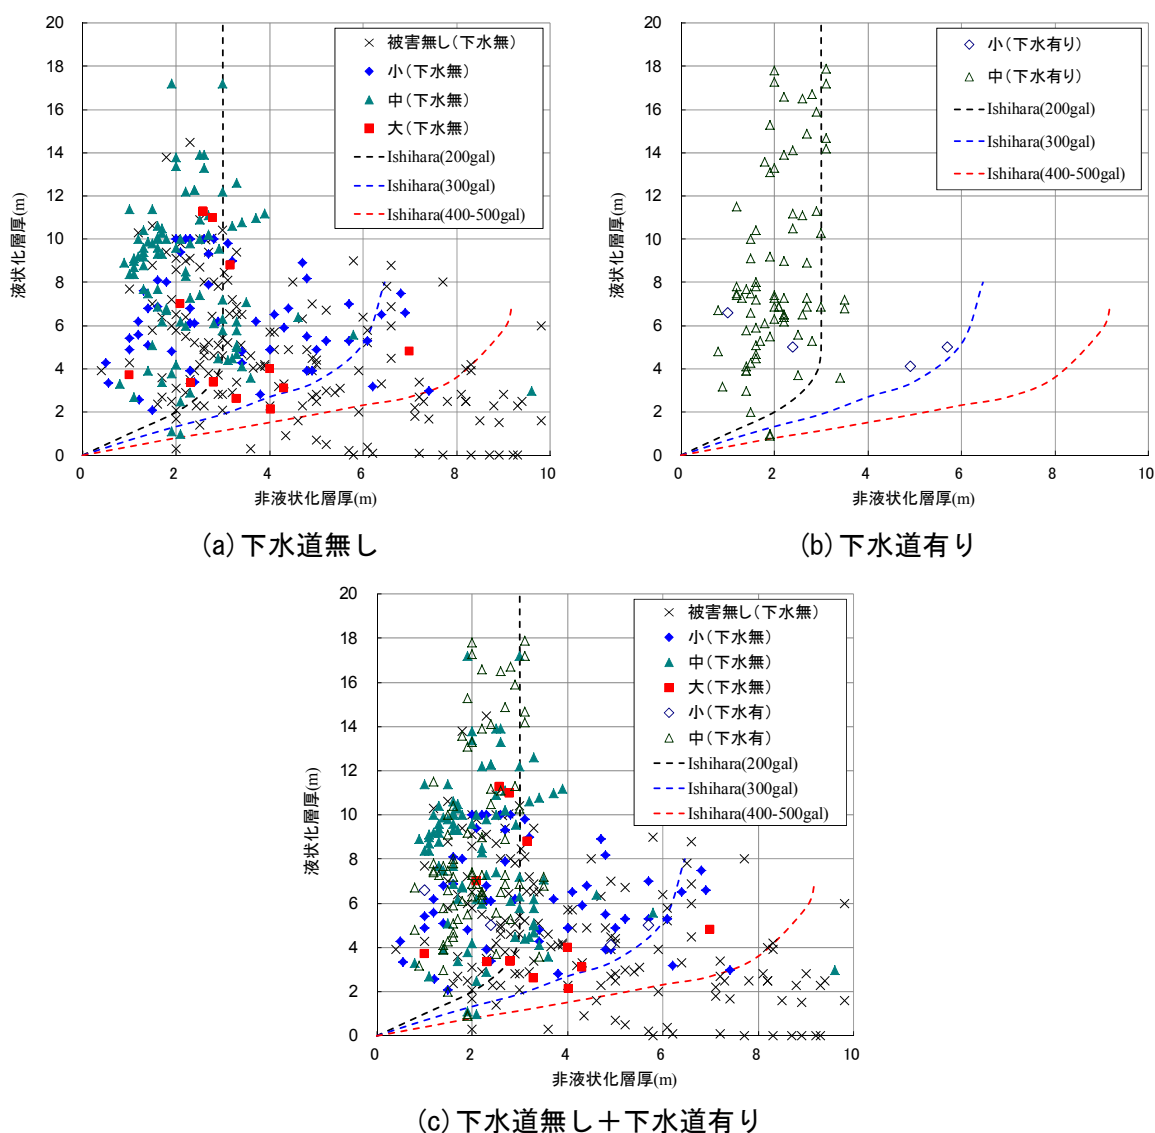 20
18
16
14
12
10
8
6
4
2
0
液状化層厚(m)
被害無し(下水無)
小(下水無)
中(下水無)
大(下水無)
Ishihara(200gal)
Ishihara(300gal)
Ishihara(400-500gal)
0 2 4 6 8 10
非液状化層厚(m)
(a)下水道無し
20
18
16
14
12
10
8
6
4
2
0
液状化層厚(m)
小(下水有り)
中(下水有り)
Ishihara(200gal)
Ishihara(300gal)
Ishihara(400-500gal)
0 2 4 6 8 10
非液状化層厚(m)
(b)下水道有り
20
18
16
14
12
10
8
6
4
2
0
液状化層厚(m)
被害無し(下水無)
小(下水無)
中(下水無)
大(下水無)
小(下水有)
中(下水有)
Ishihara(200gal)
Ishihara(300gal)
Ishihara(400-500gal)
0 2 4 6 8 10
非液状化層厚(m)
(c)下水道無し＋下水道有り